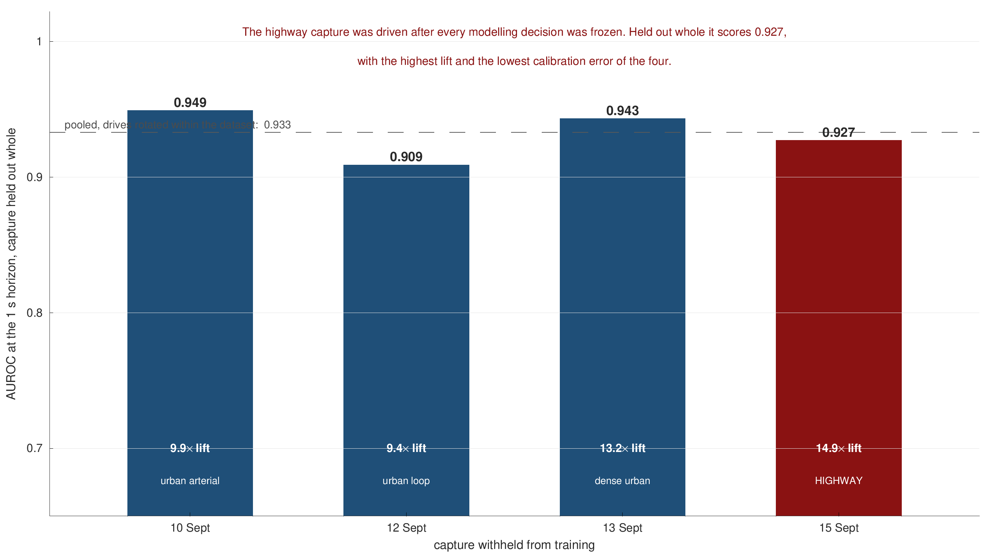 The highway capture was driven after every modelling decision was frozen. Held out whole it scores 0.927,
with the highest lift and the lowest calibration error of the four.
AUROC at the 1 s horizon, capture held out whole
1
0.9
0.8
0.7
0.949
0.909
0.943
0.927
pooled, drives rotated within the dataset: 0.933
9.9× lift
9.4× lift
13.2× lift
14.9× lift
urban arterial
urban loop
dense urban
HIGHWAY
10 Sept
12 Sept
13 Sept
15 Sept
capture withheld from training